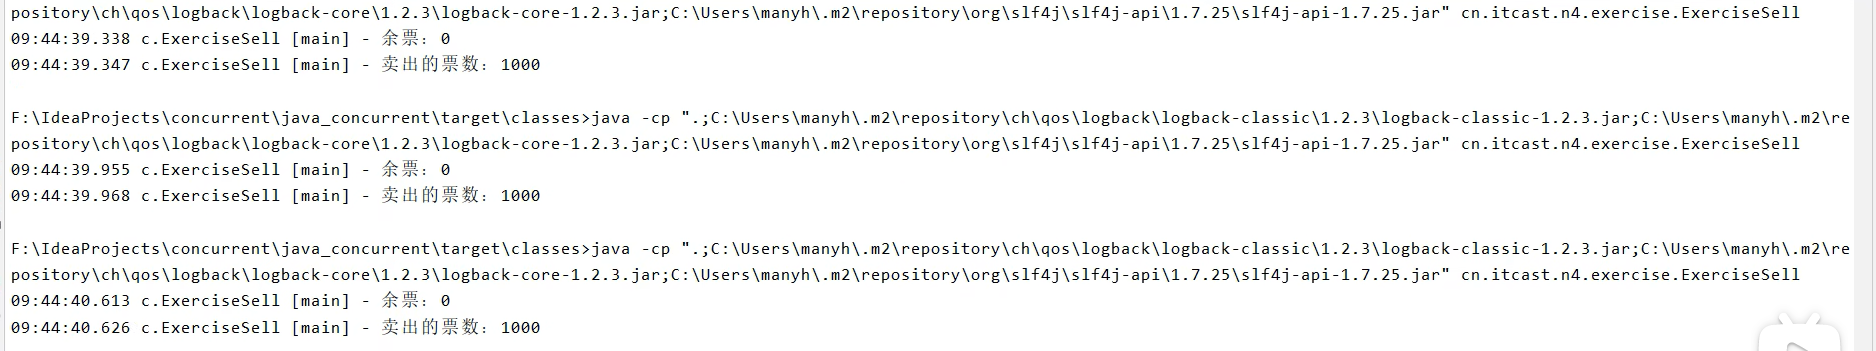 pository\ch\qos\logback\logback-core\1.2.3\logback-core-1.2.3.jar;C:\Users\manyh\.m2\repository\org\slf4j\slf4j-api\1.7.25\slf4j-api-1.7.25.jar" cn.itcast.n4.exercise.ExerciseSell
09:44:39.338 c.ExerciseSell [main] - 余票：0
09:44:39.347 c.ExerciseSell [main] - 卖出的票数：1000
F:\IdeaProjects\concurrent\java_concurrent\target\classes>java -cp ".;C:\Users\manyh\.m2\repository\ch\qos\logback\logback-classic\1.2.3\logback-classic-1.2.3.jar;C:\Users\manyh\.m2\re
pository\ch\qos\logback\logback-core\1.2.3\logback-core-1.2.3.jar;C:\Users\manyh\.m2\repository\org\slf4j\slf4j-api\1.7.25\slf4j-api-1.7.25.jar" cn.itcast.n4.exercise.ExerciseSell
09:44:39.955 c.ExerciseSell [main] - 余票：0
09:44:39.968 c.ExerciseSell [main] - 卖出的票数：1000
F:\IdeaProjects\concurrent\java_concurrent\target\classes>java -cp ".;C:\Users\manyh\.m2\repository\ch\qos\logback\logback-classic\1.2.3\logback-classic-1.2.3.jar;C:\Users\manyh\.m2\re
pository\ch\qos\logback\logback-core\1.2.3\logback-core-1.2.3.jar;C:\Users\manyh\.m2\repository\org\slf4j\slf4j-api\1.7.25\slf4j-api-1.7.25.jar" cn.itcast.n4.exercise.ExerciseSell
09:44:40.613 c.ExerciseSell [main] - 余票：0
09:44:40.626 c.ExerciseSell [main] - 卖出的票数：1000